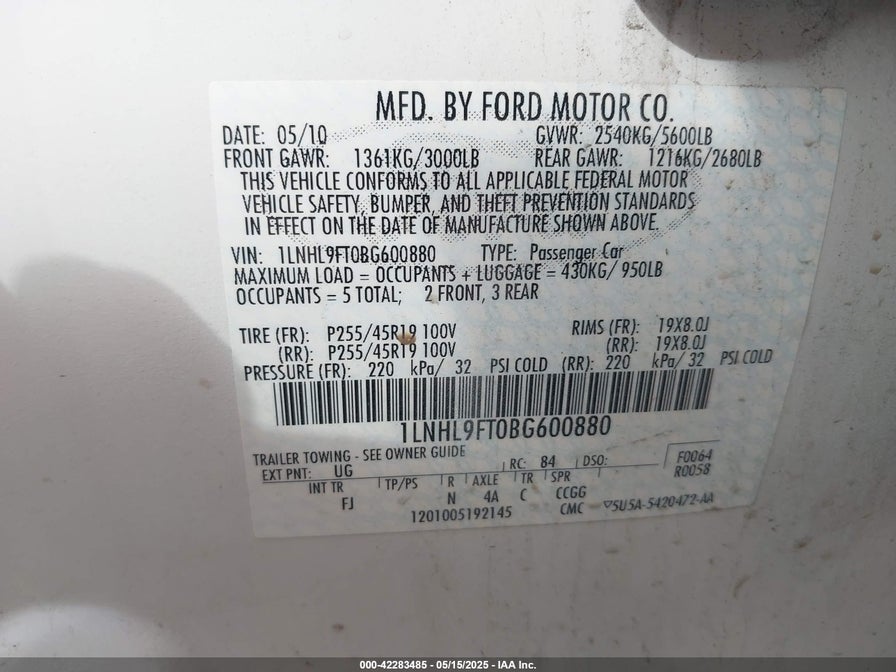 MFD. BY FORD MOTOR CO.
DATE: 05/10 GVWR: 2540KG/5600LB
FRONT GAWR: 1361KG/3000LB REAR GAWR: 1216KG/2680LB
THIS VEHICLE CONFORMS TO ALL APPLICABLE FEDERAL MOTOR
VEHICLE SAFETY, BUMPER, AND THEFT PREVENTION STANDARDS
IN EFFECT ON THE DATE OF MANUFACTURE SHOWN ABOVE.
VIN: 1LNHL9FT0BG600880 TYPE: Passenger Car
MAXIMUM LOAD = OCCUPANTS + LUGGAGE = 430KG/ 950LB
OCCUPANTS = 5 TOTAL; 2 FRONT, 3 REAR
TIRE (FR): P255/45R19 100V RIMS (FR): 19X8.0J
(RR): P255/45R19 100V (RR): 19X8.0J
PRESSURE (FR): 220 kPa/ 32 PSI COLD (RR): 220 kPa/ 32 PSI COLD
1LNHL9FT0BG600880
TRAILER TOWING - SEE OWNER GUIDE F0064
EXT PNT: UG RC: 84 DSO: R0058
INT TR TP/PS R AXLE TR SPR
FJ N 4A C CCGG
1201005192145 CMC ▽5U5A-5420472-AA
000-42283485 - 05/15/2025 - IAA Inc.